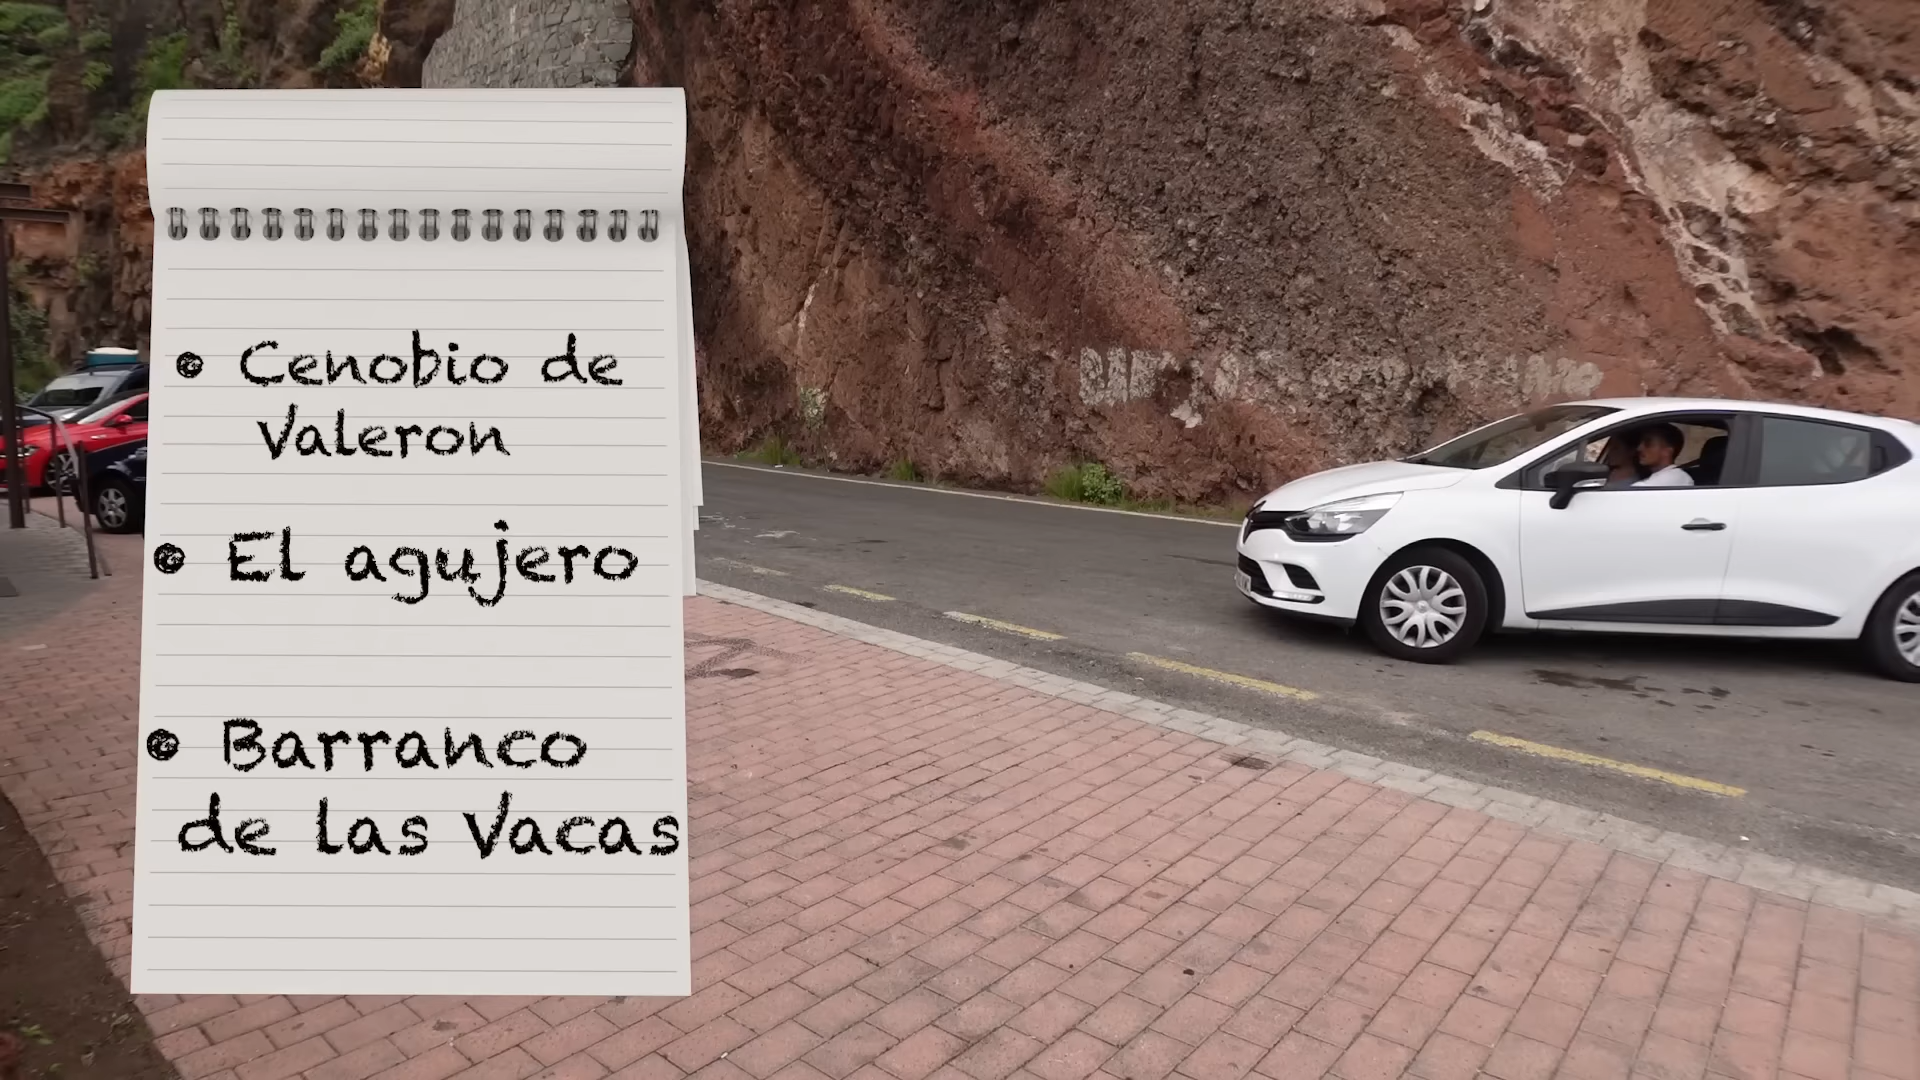 • Cenobio de
Valeron
• El agujero
• Barranco
de las Vacas